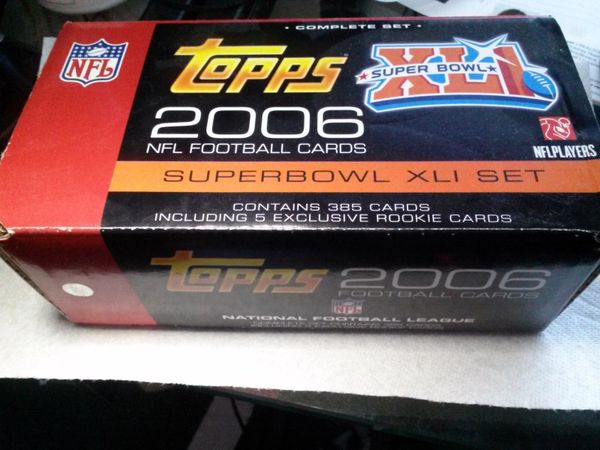 · COMPLETE SET ·
NFL
Topps
SUPER BOWL
XLI
2006
NFL FOOTBALL CARDS
NFLPLAYERS
SUPERBOWL XLI SET
CONTAINS 385 CARDS
INCLUDING 5 EXCLUSIVE ROOKIE CARDS
Topps 2006
FOOTBALL CARDS
NFL
NATIONAL FOOTBALL LEAGUE